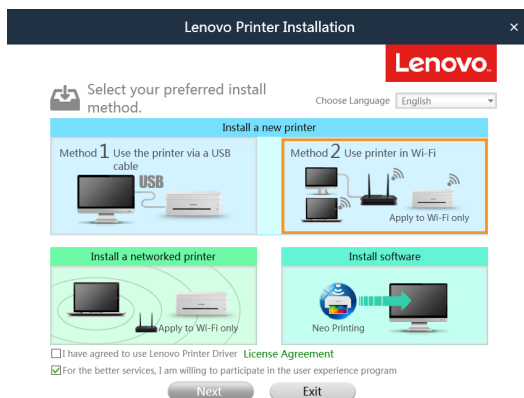 Lenovo Printer Installation
×
Lenovo
Select your preferred install
method.
Choose Language English
Install a new printer
Method 1 Use the printer via a USB
cable
USB
Method 2 Use printer in Wi-Fi
Apply to Wi-Fi only
Install a networked printer
Apply to Wi-Fi only
Install software
Neo Printing
I have agreed to use Lenovo Printer Driver License Agreement
For the better services, I am willing to participate in the user experience program
Next
Exit